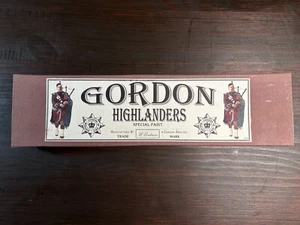 GORDON
HIGHLANDERS
SPECIAL PAINT
TRADE
MARK